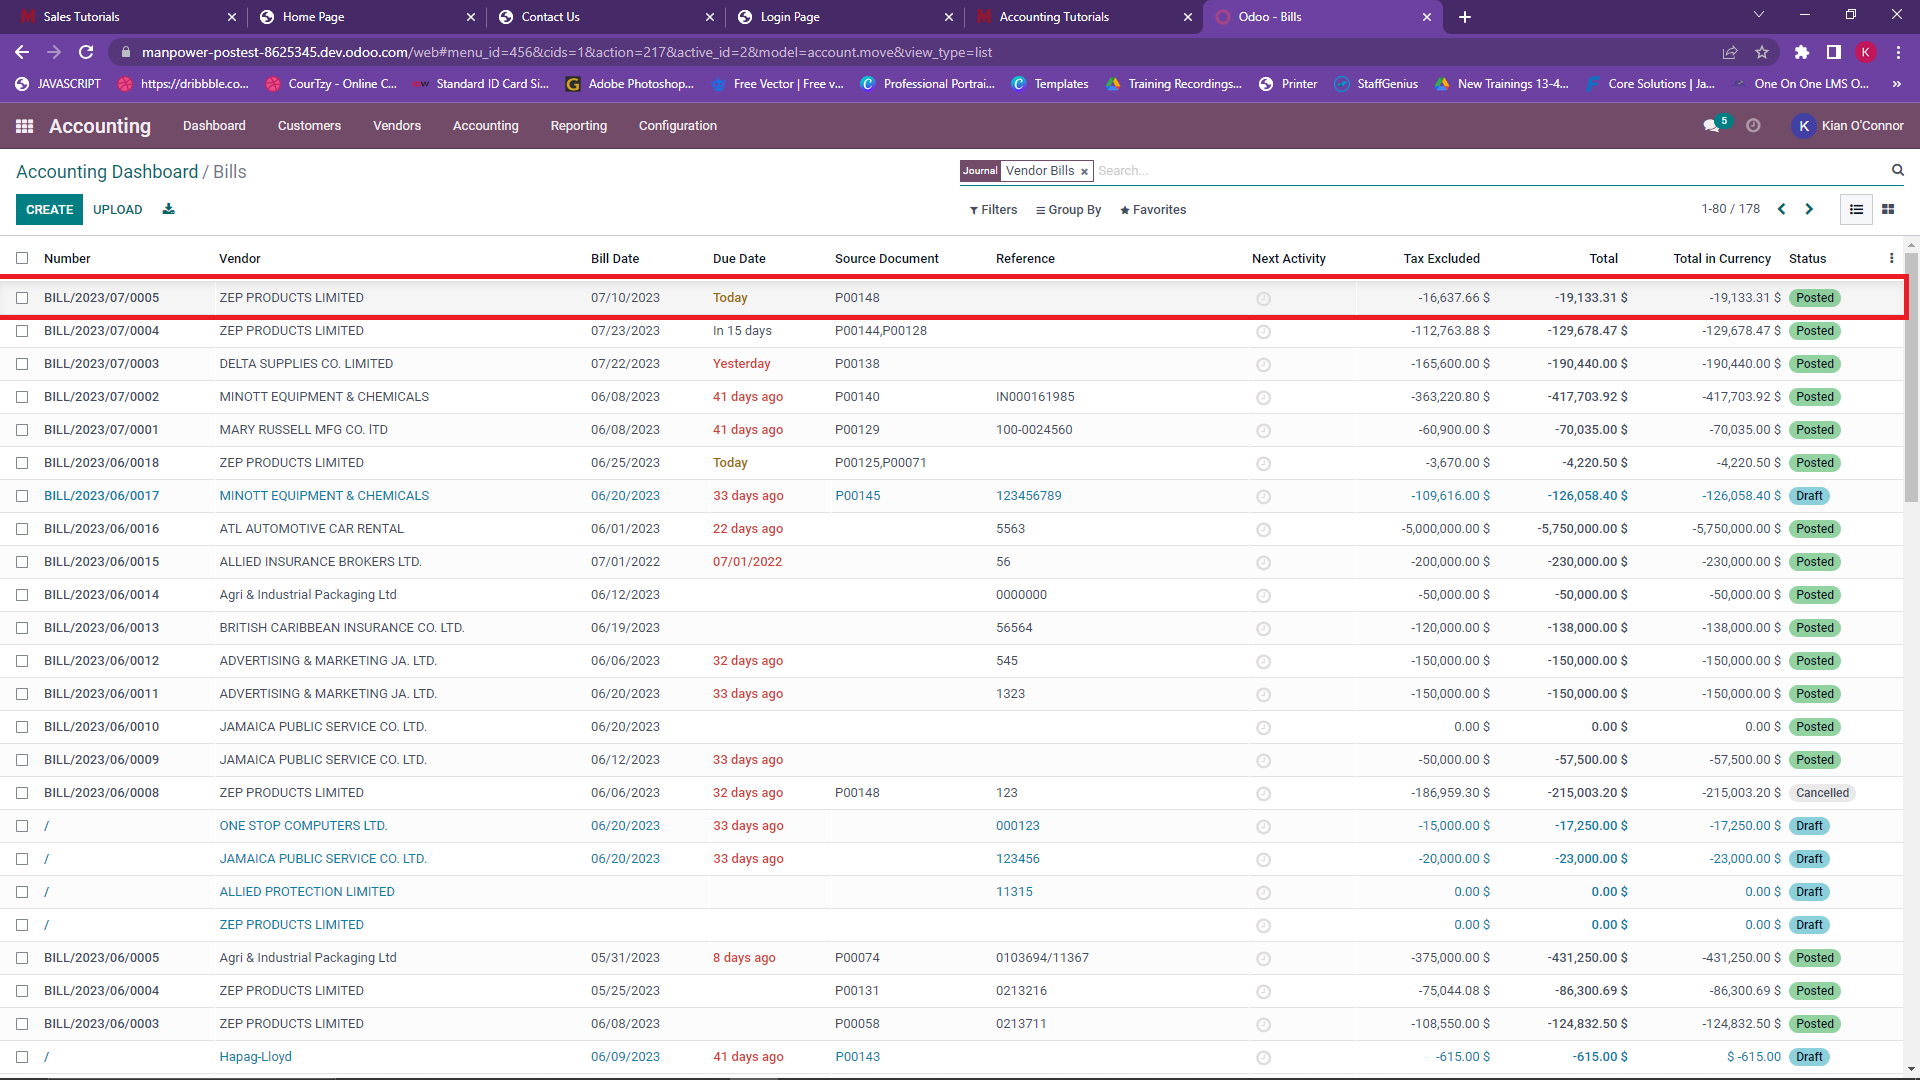 Sales Tutorials Home Page Contact Us Login Page Accounting Tutorials Odoo - Bills
manpower-postest-8625345.dev.odoo.com/web#menu_id=456&cids=1&action=217&active_id=2&model=account.move&view_type=list K
JAVASCRIPT https://dribbble.co... CourTzy - Online C... Standard ID Card Si... Adobe Photoshop... Free Vector | Free v... Professional Portrai... Templates Training Recordings... Printer StaffGenius New Trainings 13-4... Core Solutions | Ja... One On One LMS O... »
Accounting Dashboard Customers Vendors Accounting Reporting Configuration 5 K Kian O'Connor
Accounting Dashboard / Bills Journal Vendor Bills Search...
CREATE UPLOAD Filters Group By Favorites 1-80 / 178
Number Vendor Bill Date Due Date Source Document Reference Next Activity Tax Excluded Total Total in Currency Status
BILL/2023/07/0005 ZEP PRODUCTS LIMITED 07/10/2023 Today P00148 -16,637.66 $ -19,133.31 $ -19,133.31 $ Posted
BILL/2023/07/0004 ZEP PRODUCTS LIMITED 07/23/2023 In 15 days P00144,P00128 -112,763.88 $ -129,678.47 $ -129,678.47 $ Posted
BILL/2023/07/0003 DELTA SUPPLIES CO. LIMITED 07/22/2023 Yesterday P00138 -165,600.00 $ -190,440.00 $ -190,440.00 $ Posted
BILL/2023/07/0002 MINOTT EQUIPMENT & CHEMICALS 06/08/2023 41 days ago P00140 IN000161985 -363,220.80 $ -417,703.92 $ -417,703.92 $ Posted
BILL/2023/07/0001 MARY RUSSELL MFG CO. lTD 06/08/2023 41 days ago P00129 100-0024560 -60,900.00 $ -70,035.00 $ -70,035.00 $ Posted
BILL/2023/06/0018 ZEP PRODUCTS LIMITED 06/25/2023 Today P00125,P00071 -3,670.00 $ -4,220.50 $ -4,220.50 $ Posted
BILL/2023/06/0017 MINOTT EQUIPMENT & CHEMICALS 06/20/2023 33 days ago P00145 123456789 -109,616.00 $ -126,058.40 $ -126,058.40 $ Draft
BILL/2023/06/0016 ATL AUTOMOTIVE CAR RENTAL 06/01/2023 22 days ago 5563 -5,000,000.00 $ -5,750,000.00 $ -5,750,000.00 $ Posted
BILL/2023/06/0015 ALLIED INSURANCE BROKERS LTD. 07/01/2022 07/01/2022 56 -200,000.00 $ -230,000.00 $ -230,000.00 $ Posted
BILL/2023/06/0014 Agri & Industrial Packaging Ltd 06/12/2023 0000000 -50,000.00 $ -50,000.00 $ -50,000.00 $ Posted
BILL/2023/06/0013 BRITISH CARIBBEAN INSURANCE CO. LTD. 06/19/2023 56564 -120,000.00 $ -138,000.00 $ -138,000.00 $ Posted
BILL/2023/06/0012 ADVERTISING & MARKETING JA. LTD. 06/06/2023 32 days ago 545 -150,000.00 $ -150,000.00 $ -150,000.00 $ Posted
BILL/2023/06/0011 ADVERTISING & MARKETING JA. LTD. 06/20/2023 33 days ago 1323 -150,000.00 $ -150,000.00 $ -150,000.00 $ Posted
BILL/2023/06/0010 JAMAICA PUBLIC SERVICE CO. LTD. 06/20/2023 0.00 $ 0.00 $ 0.00 $ Posted
BILL/2023/06/0009 JAMAICA PUBLIC SERVICE CO. LTD. 06/12/2023 33 days ago -50,000.00 $ -57,500.00 $ -57,500.00 $ Posted
BILL/2023/06/0008 ZEP PRODUCTS LIMITED 06/06/2023 32 days ago P00148 123 -186,959.30 $ -215,003.20 $ -215,003.20 $ Cancelled
/ ONE STOP COMPUTERS LTD. 06/20/2023 33 days ago 000123 -15,000.00 $ -17,250.00 $ -17,250.00 $ Draft
/ JAMAICA PUBLIC SERVICE CO. LTD. 06/20/2023 33 days ago 123456 -20,000.00 $ -23,000.00 $ -23,000.00 $ Draft
/ ALLIED PROTECTION LIMITED 11315 0.00 $ 0.00 $ 0.00 $ Draft
/ ZEP PRODUCTS LIMITED 0.00 $ 0.00 $ 0.00 $ Draft
BILL/2023/06/0005 Agri & Industrial Packaging Ltd 05/31/2023 8 days ago P00074 0103694/11367 -375,000.00 $ -431,250.00 $ -431,250.00 $ Posted
BILL/2023/06/0004 ZEP PRODUCTS LIMITED 05/25/2023 P00131 0213216 -75,044.08 $ -86,300.69 $ -86,300.69 $ Posted
BILL/2023/06/0003 ZEP PRODUCTS LIMITED 06/08/2023 P00058 0213711 -108,550.00 $ -124,832.50 $ -124,832.50 $ Posted
/ Hapag-Lloyd 06/09/2023 41 days ago P00143 -615.00 $ -615.00 $ $ -615.00 Draft